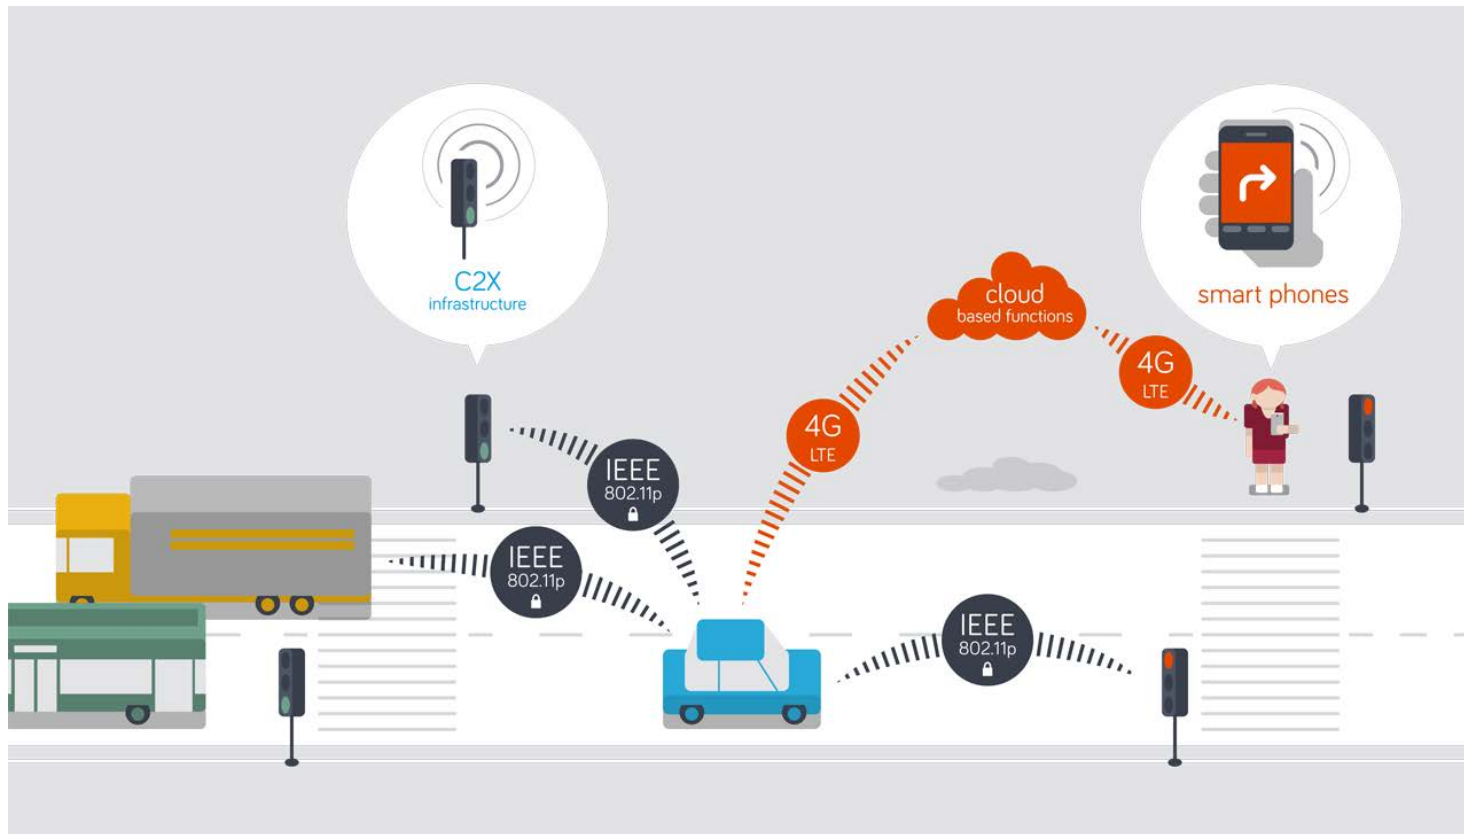 C2X
infrastructure
smart phones
cloud
based functions
4G
LTE
4G
LTE
IEEE
802.11p
IEEE
802.11p
IEEE
802.11p